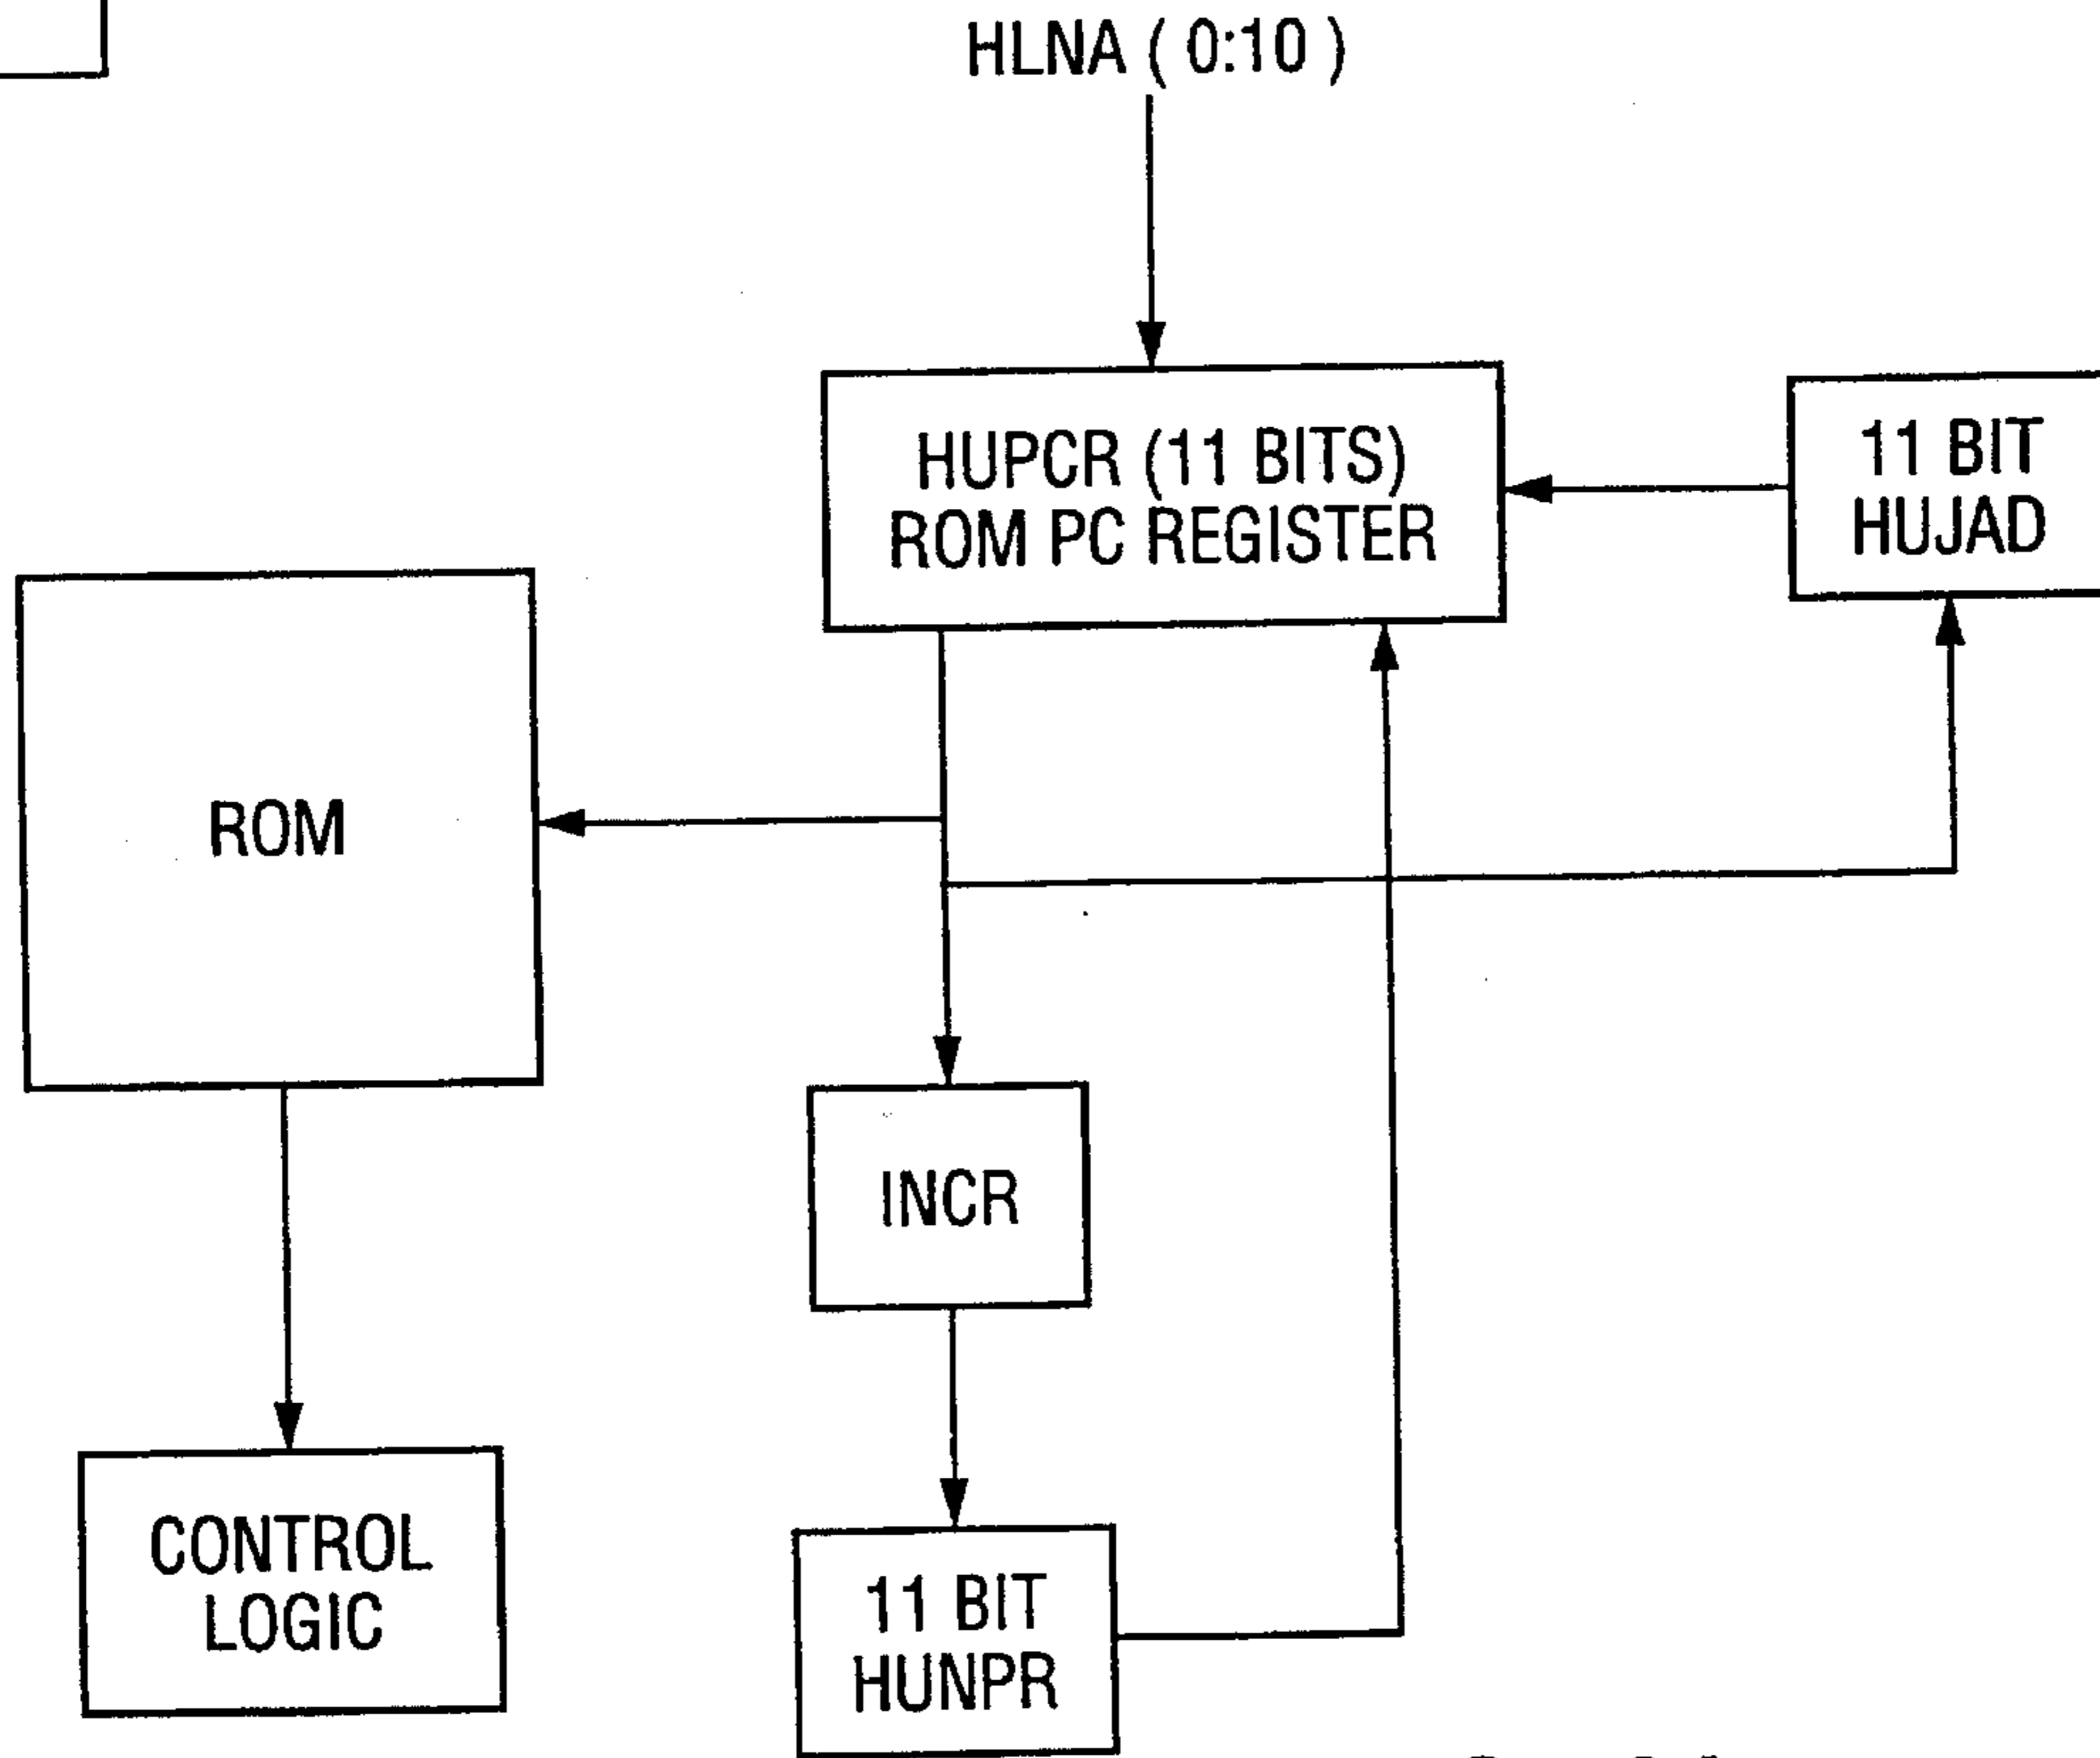 HLNA ( 0:10 )
HUPCR (11 BITS)
ROM PC REGISTER
11 BIT
HUJAD
ROM
INCR
CONTROL
LOGIC
11 BIT
HUNPR